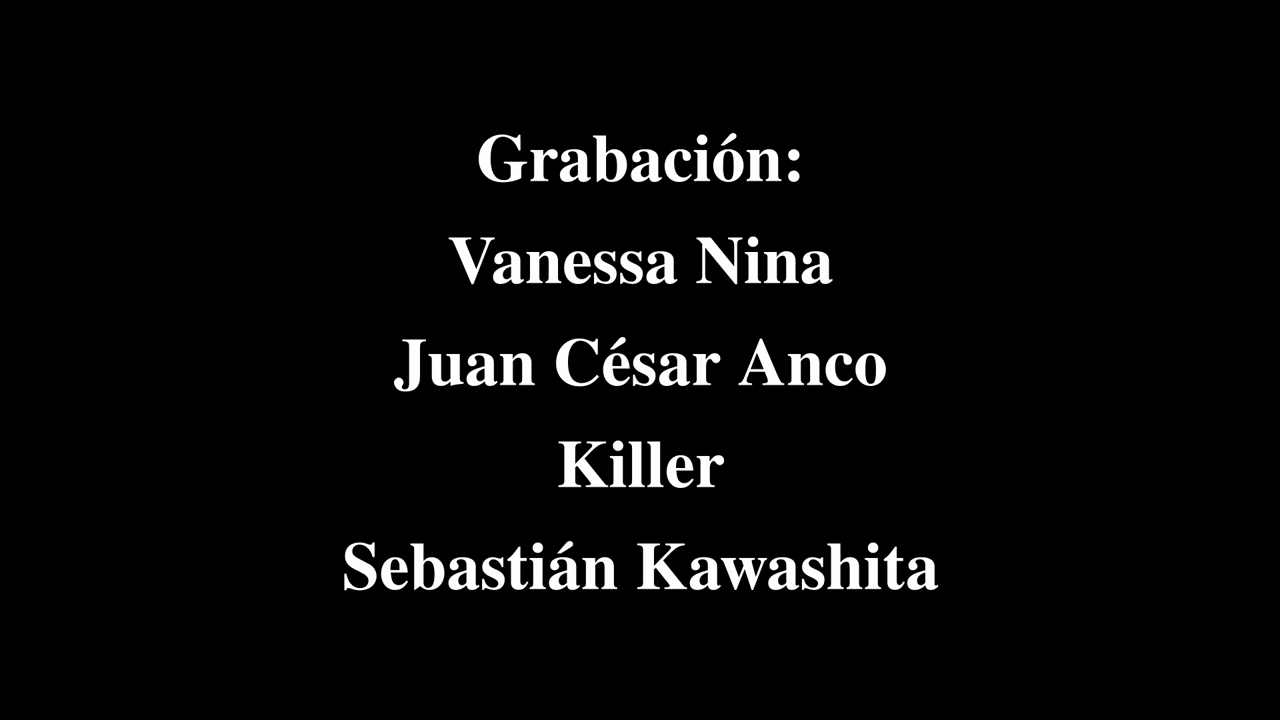 Grabación:
Vanessa Nina
Juan César Anco
Killer
Sebastián Kawashita